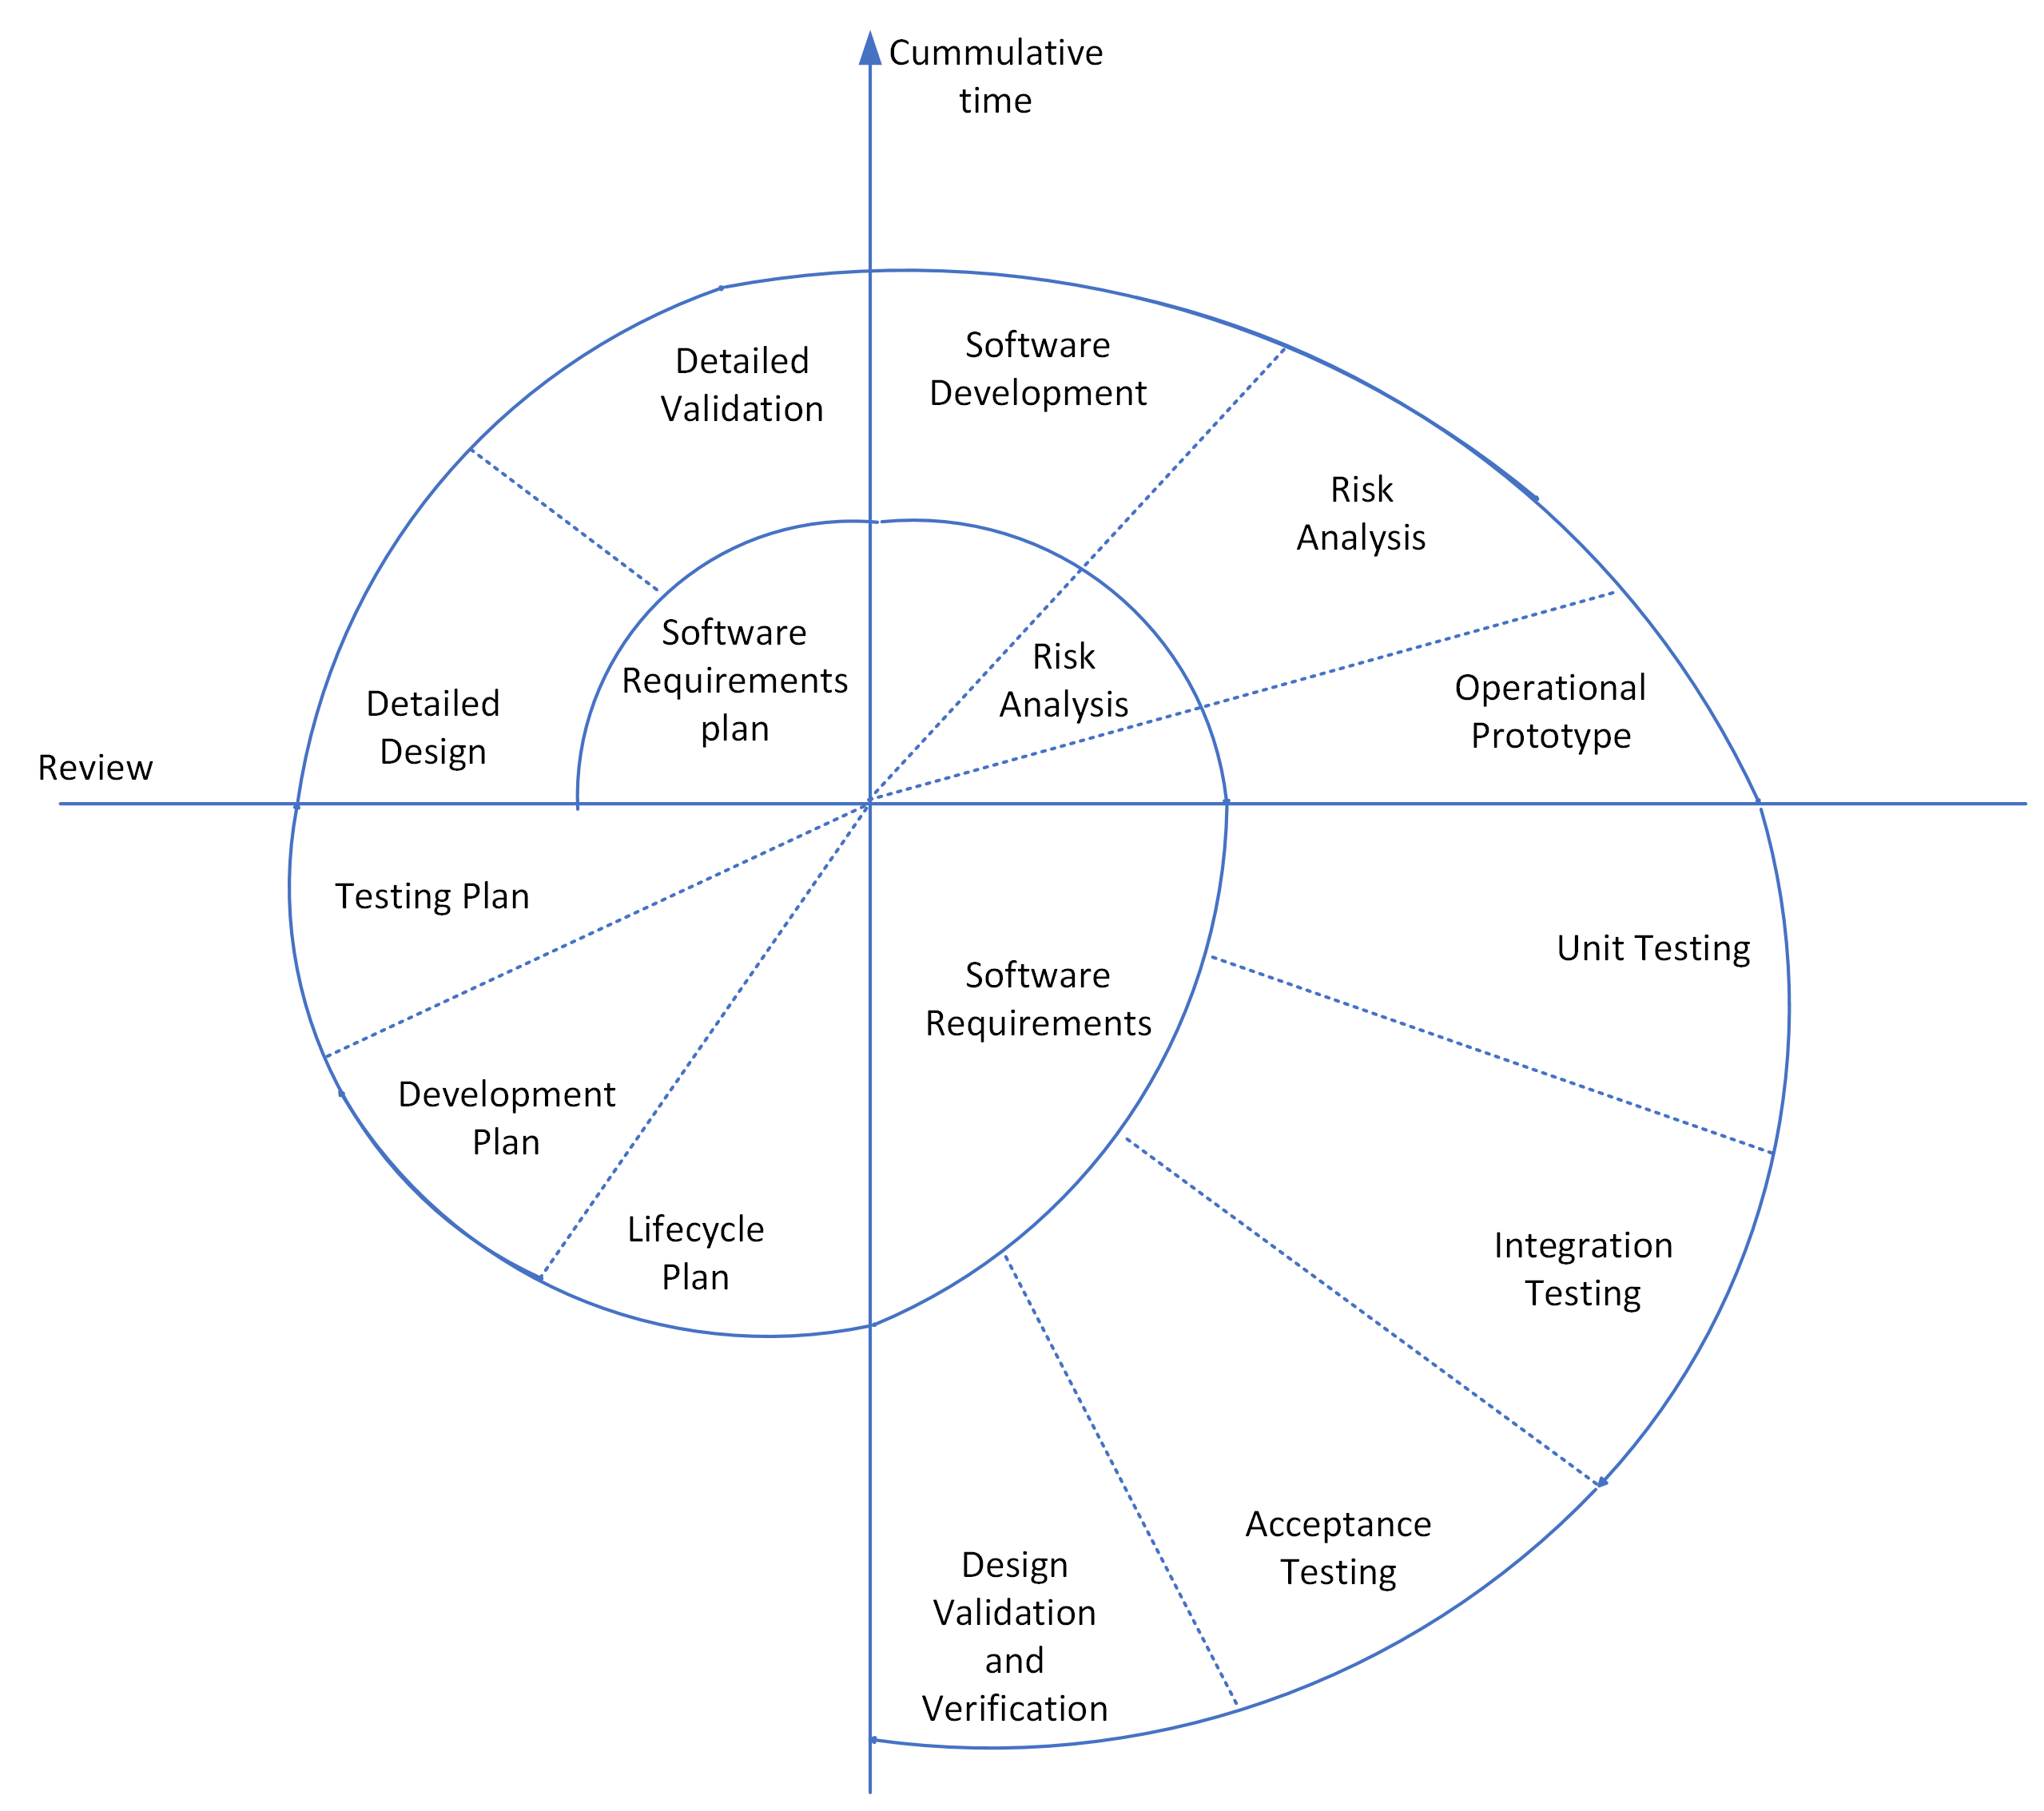 Cummulative
time
Software
Development
Detailed
Validation
Risk
Analysis
Software
Requirements
plan
Risk
Analysis
Operational
Prototype
Detailed
Design
Review
Testing Plan
Unit Testing
Software
Requirements
Development
Plan
Lifecycle
Plan
Integration
Testing
Acceptance
Testing
Design
Validation
and
Verification